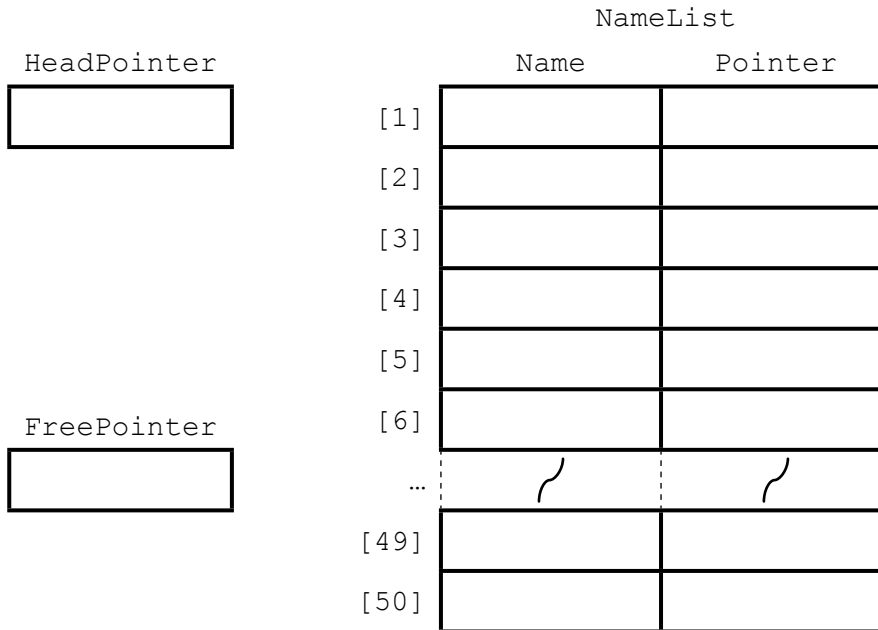 NameList
HeadPointer Name Pointer
[1]
[2]
[3]
[4]
[5]
FreePointer [6]
…
[49]
[50]